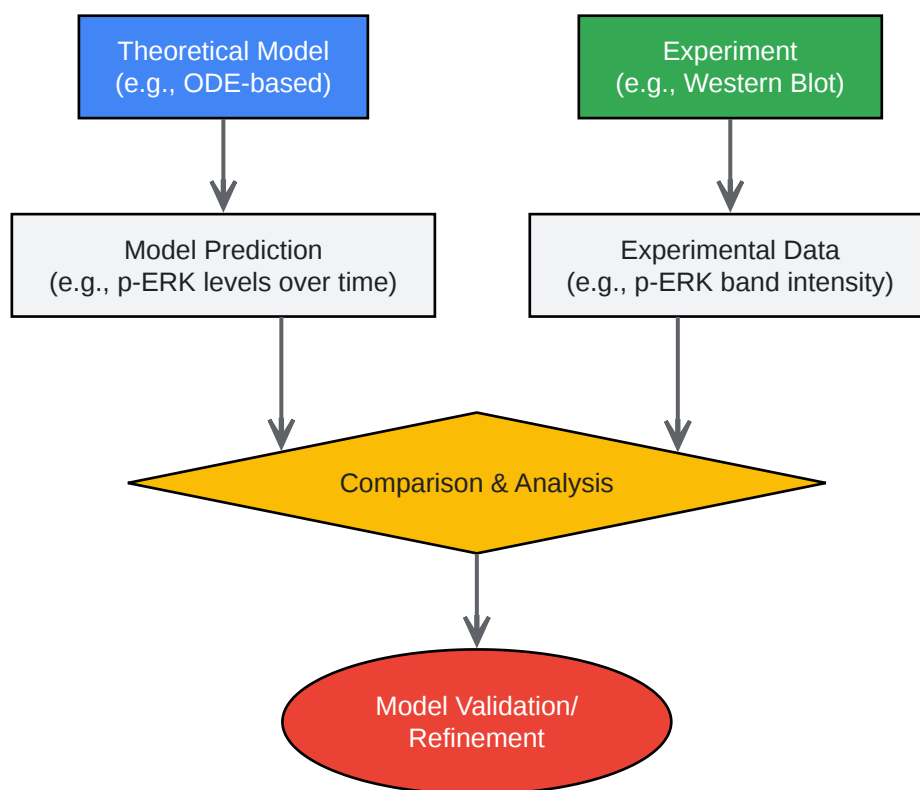 Theoretical Model
(e.g., ODE-based)
Experiment
(e.g., Western Blot)
Model Prediction
(e.g., p-ERK levels over time)
Experimental Data
(e.g., p-ERK band intensity)
Comparison & Analysis
Model Validation/
Refinement